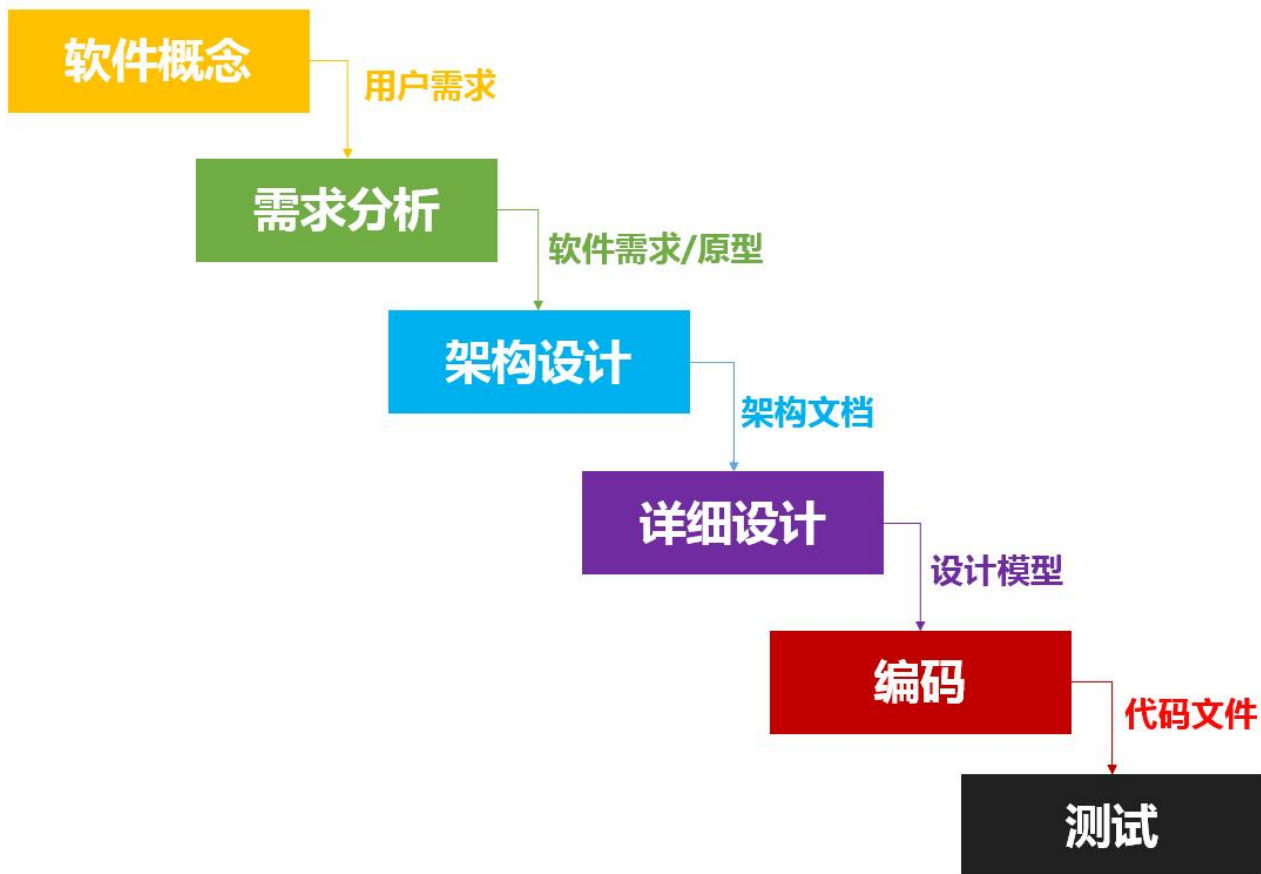 软件概念
用户需求
需求分析
软件需求/原型
架构设计
架构文档
详细设计
设计模型
编码
代码文件
测试